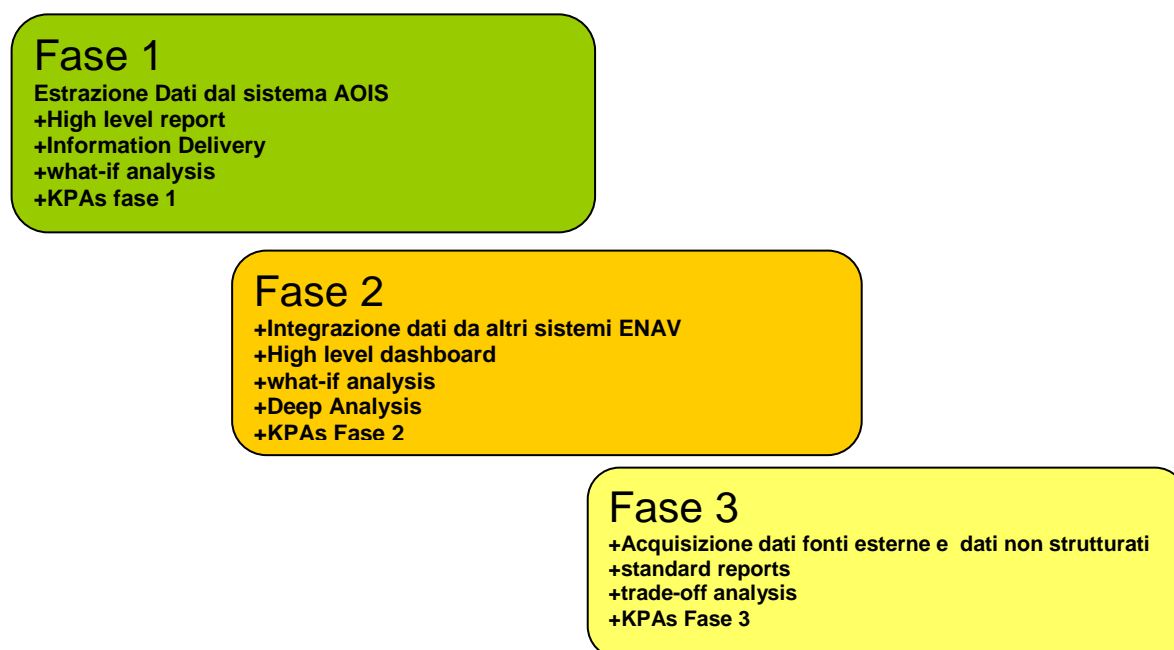 Fase 1
Estrazione Dati dal sistema AOIS
+High level report
+Information Delivery
+what-if analysis
+KPAs fase 1
Fase 2
+Integrazione dati da altri sistemi ENAV
+High level dashboard
+what-if analysis
+Deep Analysis
+KPAs Fase 2
Fase 3
+Acquisizione dati fonti esterne e  dati non strutturati
+standard reports
+trade-off analysis
+KPAs Fase 3